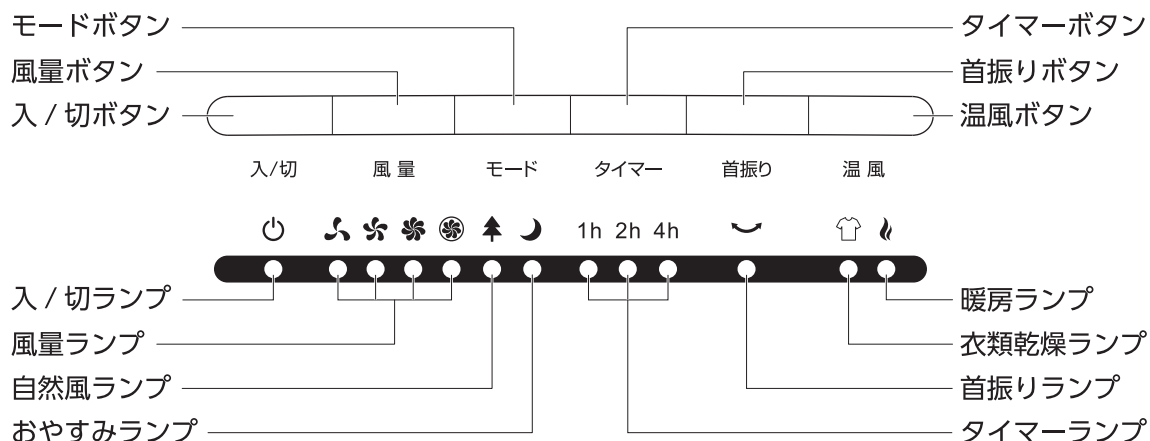 モードボタン
タイマーボタン
風量ボタン
首振りボタン
入 / 切ボタン
温風ボタン
入/切 風 量 モード タイマー 首振り 温 風
1h 2h 4h
入 / 切ランプ
暖房ランプ
風量ランプ
衣類乾燥ランプ
自然風ランプ
首振りランプ
おやすみランプ
タイマーランプ